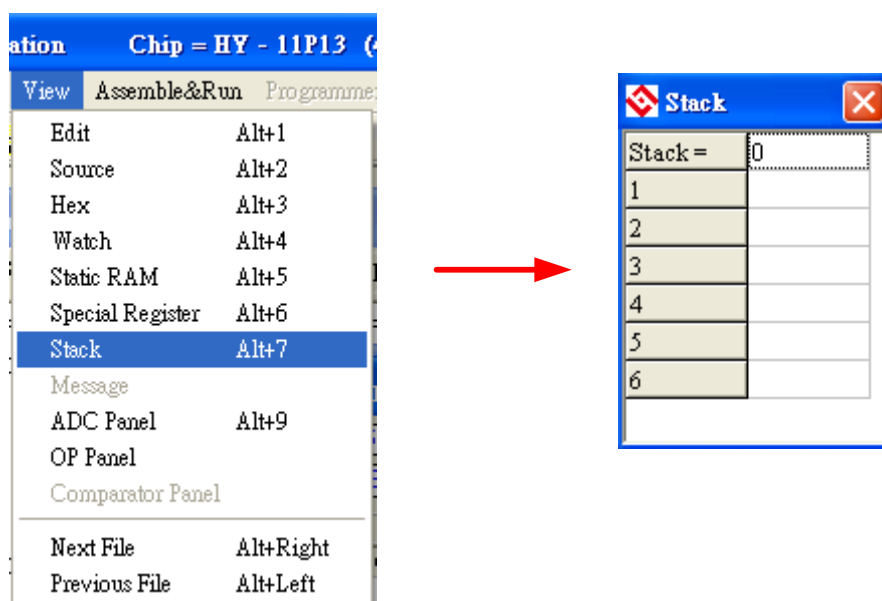 ation Chip = HY - 11P13 (
View Assemble&Run Programme
Edit Alt+1
Source Alt+2
Hex Alt+3
Watch Alt+4
Static RAM Alt+5
Special Register Alt+6
Stack Alt+7
Message
ADC Panel Alt+9
OP Panel
Comparator Panel
Next File Alt+Right
Previous File Alt+Left
Stack
Stack = 0
1
2
3
4
5
6